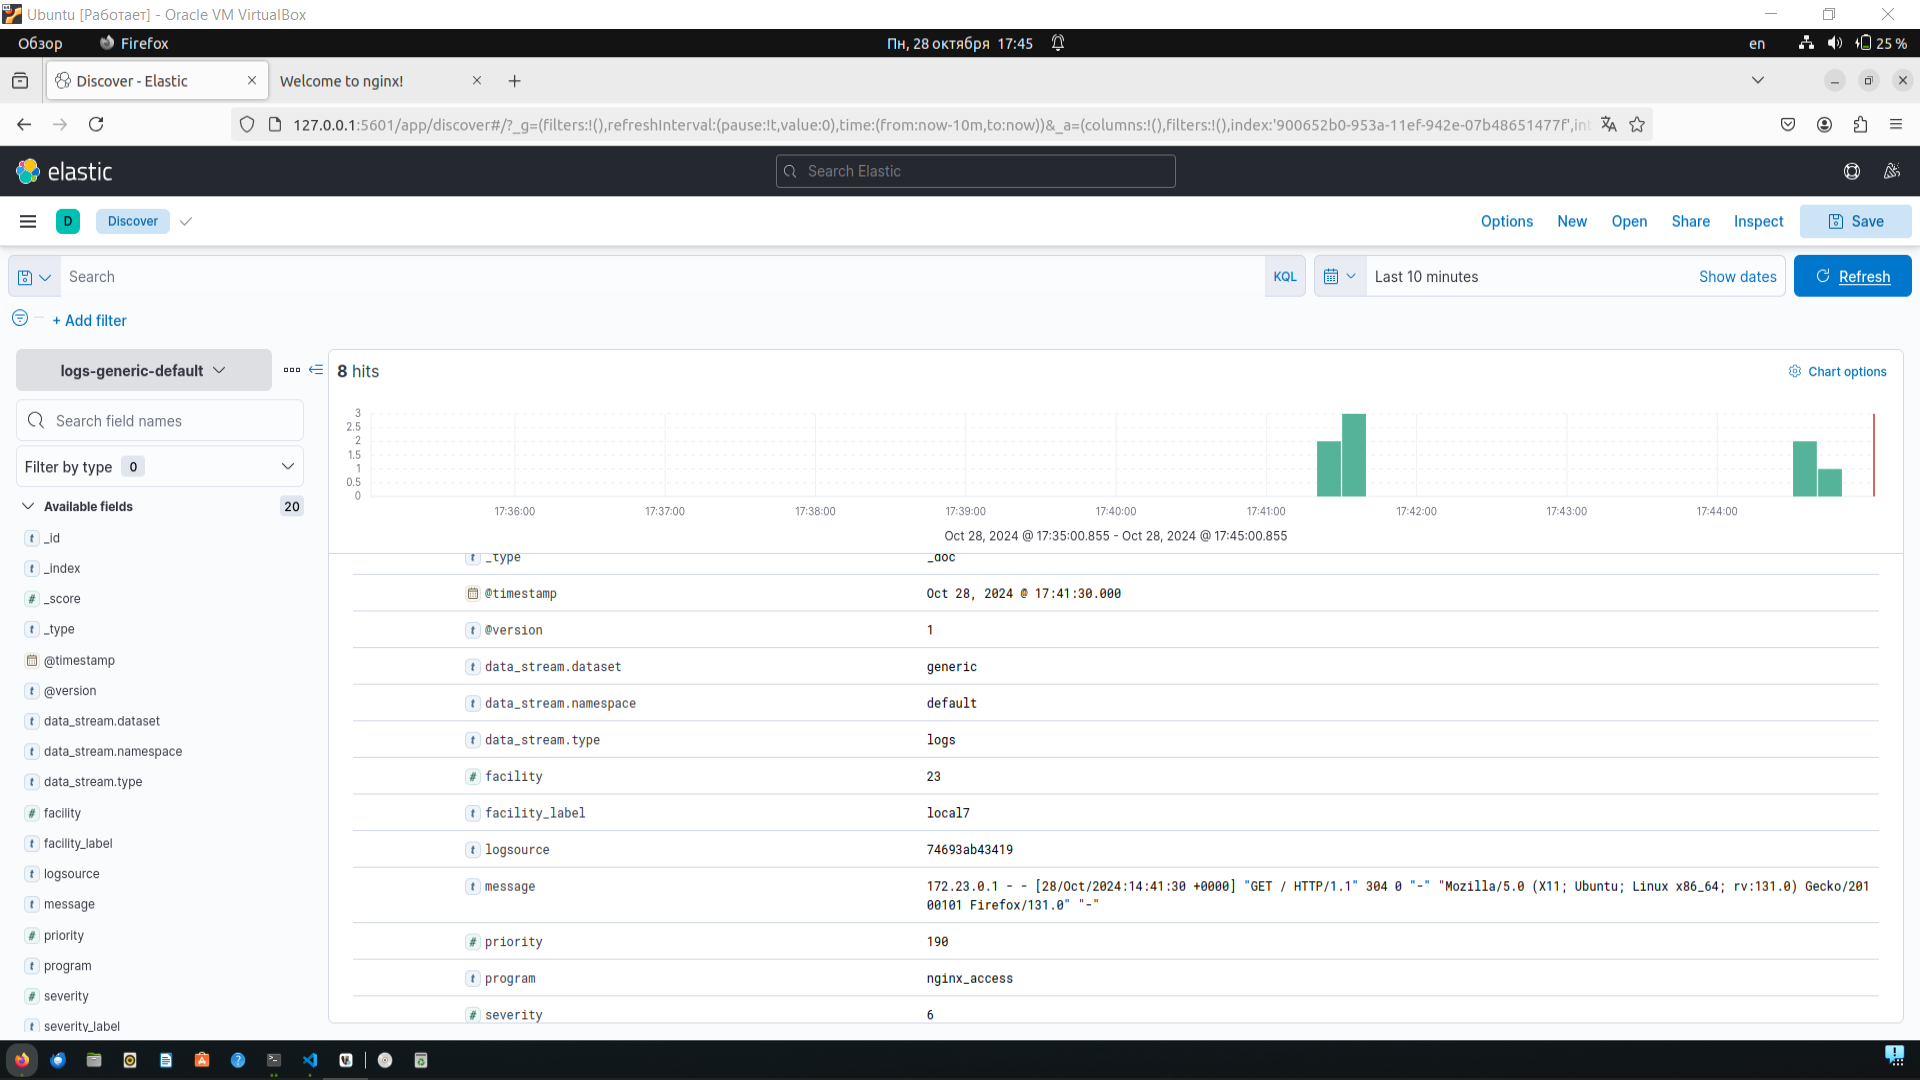 Ubuntu [Работает] - Oracle VM VirtualBox
Обзор Firefox Пн, 28 октября 17:45 en 25 %
Discover - Elastic Welcome to nginx!
127.0.0.1:5601/app/discover#/?_g=(filters:!(),refreshInterval:(pause:!t,value:0),time:(from:now-10m,to:now))&_a=(columns:!(),filters:!(),index:'900652b0-953a-11ef-942e-07b48651477f',int
elastic Search Elastic
D Discover Options New Open Share Inspect Save
Search KQL Last 10 minutes Show dates Refresh
+ Add filter
logs-generic-default 8 hits Chart options
Search field names
Filter by type 0
Available fields 20
_id
_index
_score
_type
@timestamp
@version
data_stream.dataset
data_stream.namespace
data_stream.type
facility
facility_label
logsource
message
priority
program
severity
severity_label
3
2.5
2
1.5
1
0.5
0
17:36:00 17:37:00 17:38:00 17:39:00 17:40:00 17:41:00 17:42:00 17:43:00 17:44:00
Oct 28, 2024 @ 17:35:00.855 - Oct 28, 2024 @ 17:45:00.855
_type _doc
@timestamp Oct 28, 2024 @ 17:41:30.000
@version 1
data_stream.dataset generic
data_stream.namespace default
data_stream.type logs
facility 23
facility_label local7
logsource 74693ab43419
message 172.23.0.1 - - [28/Oct/2024:14:41:30 +0000] "GET / HTTP/1.1" 304 0 "-" "Mozilla/5.0 (X11; Ubuntu; Linux x86_64; rv:131.0) Gecko/201
00101 Firefox/131.0" "-"
priority 190
program nginx_access
severity 6